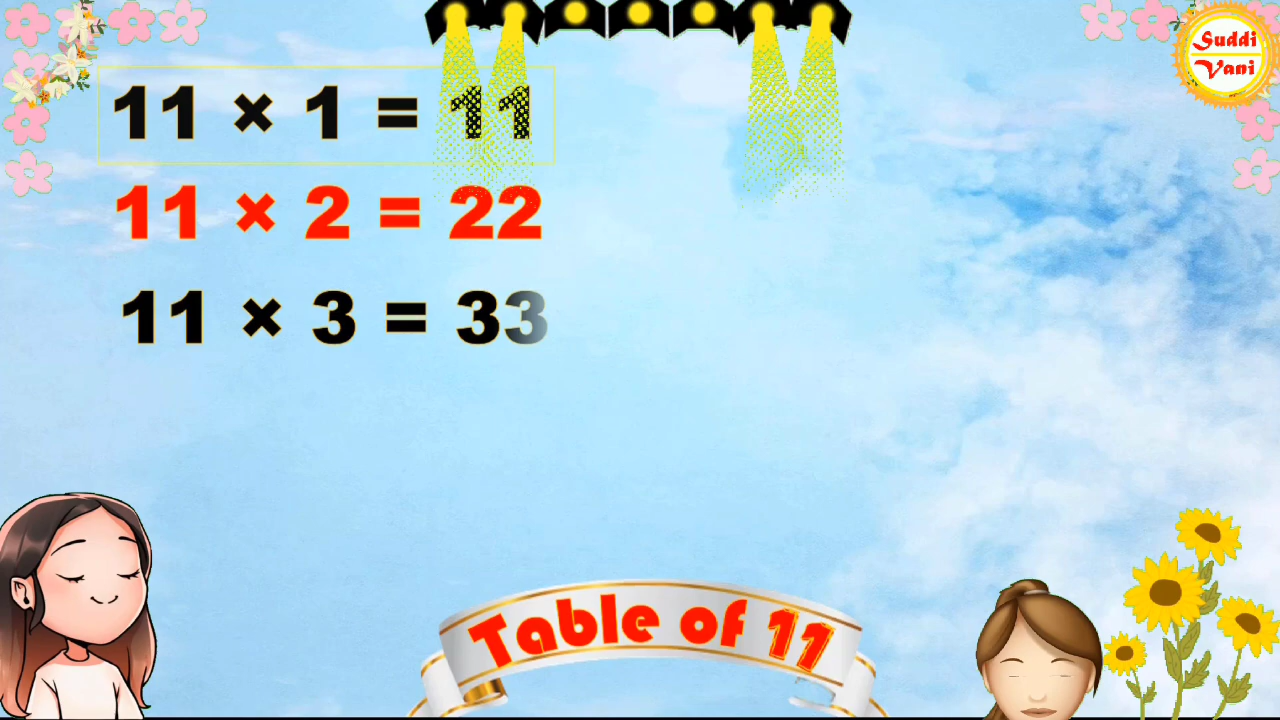 11 × 1 = 11
11 × 2 = 22
11 × 3 = 33
Table of 11
Suddi
Vani